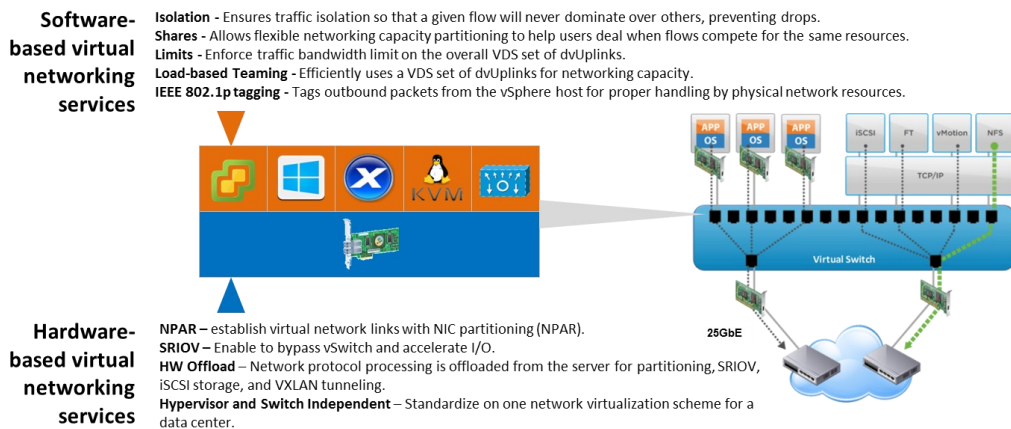 Software-
based virtual
networking
services
Isolation - Ensures traffic isolation so that a given flow will never dominate over others, preventing drops.
Shares - Allows flexible networking capacity partitioning to help users deal when flows compete for the same resources.
Limits - Enforce traffic bandwidth limit on the overall VDS set of dvUplinks.
Load-based Teaming - Efficiently uses a VDS set of dvUplinks for networking capacity.
IEEE 802.1p tagging - Tags outbound packets from the vSphere host for proper handling by physical network resources.
APP
OS
APP
OS
APP
OS
iSCSI
FT
vMotion
NFS
TCP/IP
X
KVM
Virtual Switch
25GbE
Hardware-
based virtual
networking
services
NPAR – establish virtual network links with NIC partitioning (NPAR).
SRIOV – Enable to bypass vSwitch and accelerate I/O.
HW Offload – Network protocol processing is offloaded from the server for partitioning, SRIOV,
iSCSI storage, and VXLAN tunneling.
Hypervisor and Switch Independent – Standardize on one network virtualization scheme for a
data center.